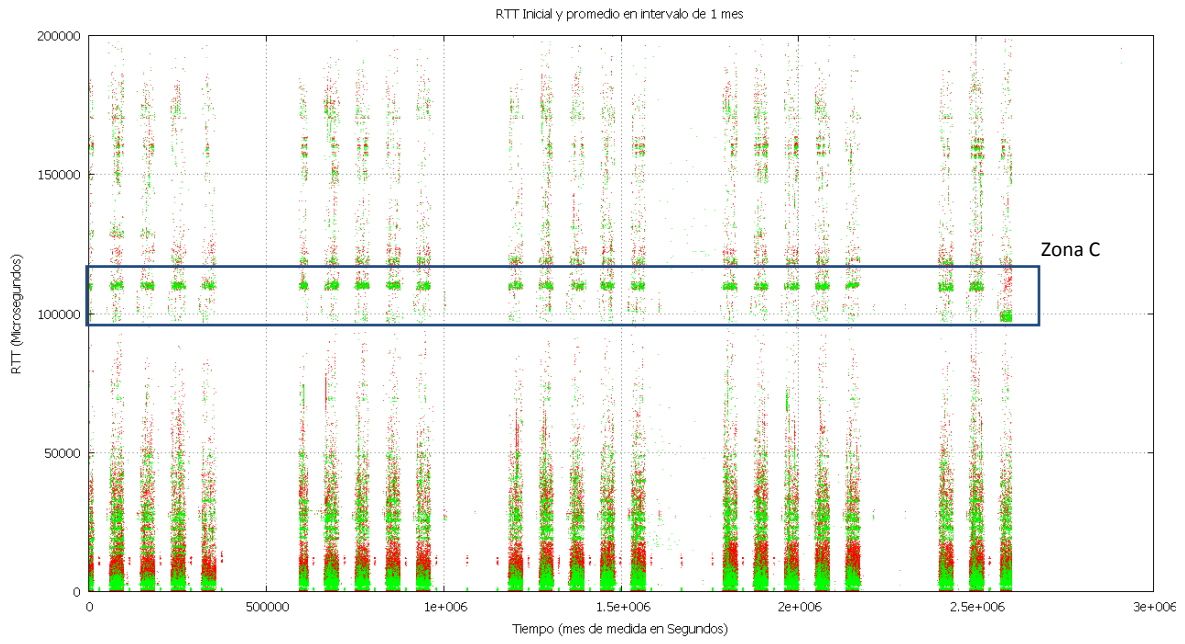 RTT Inicial y promedio en intervalo de 1 mes
200000
150000
100000
50000
0
RTT (Microsegundos)
Zona C
0
500000
1e+006
1.5e+006
2e+006
2.5e+006
3e+006
Tiempo (mes de medida en Segundos)